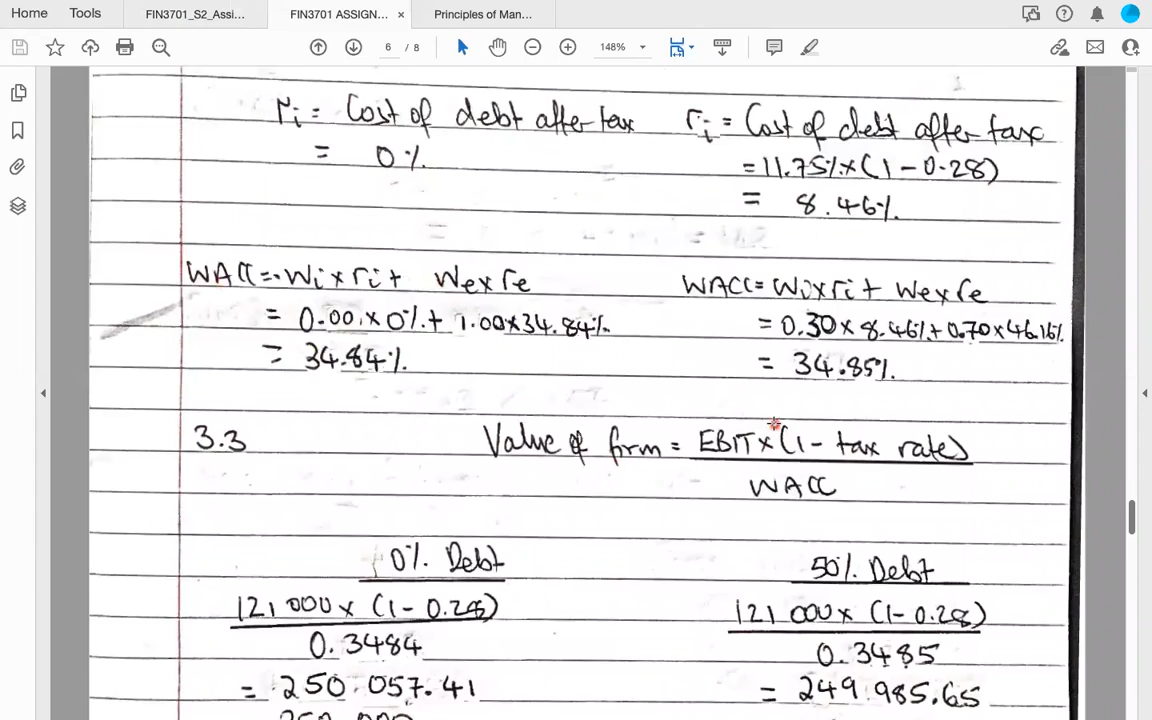 Home Tools FIN3701_S2_Assi... FIN3701 ASSIGN... × Principles of Man...
6 / 8 148%
ri = Cost of debt after tax
= 0%
ri = Cost of debt after tax
= 11.75% x (1 - 0.28)
= 8.46%
WACC = wi x ri + we x re
= 0.00 x 0% + 1.00 x 34.84%
= 34.84%
WACC = wi x ri + we x re
= 0.30 x 8.46% + 0.70 x 46.16%
= 34.85%
3.3 Value of firm = EBIT x (1 - tax rate)
WACC
0% Debt
121 000 x (1 - 0.28)
0.3484
= 250 057.41
50% Debt
121 000 x (1 - 0.28)
0.3485
= 249 985.65